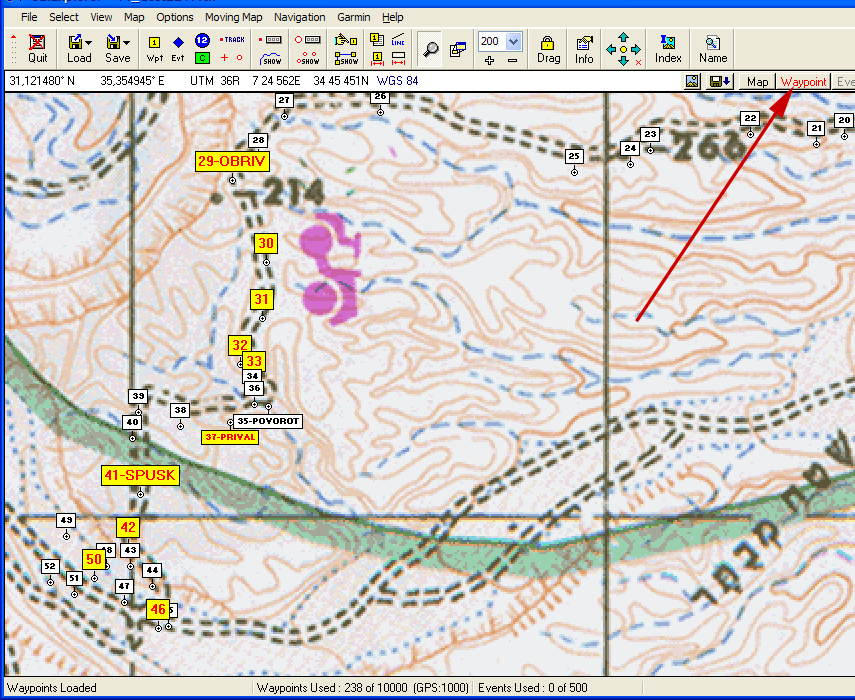 File Select View Map Options Moving Map Navigation Garmin Help
1 12 TRACK 200
SHOW SHOW SHOW
Quit Load Save Wpt Evt C Drag Info Index Name
31,121480° N 35,354945° E UTM 36R 7 24 562E 34 45 451N WGS 84 Map Waypoint Eve
27 26
28 22 21 20
29-OBRIV 25 24 23 266
214
30
31
32
33
34
36
39
38
40 35-POVOROT
37-PRIVAL
41-SPUSK
49 42
50 43
52 51 47 44
46
שטח
Waypoints Loaded Waypoints Used : 238 of 10000 (GPS:1000) Events Used : 0 of 500